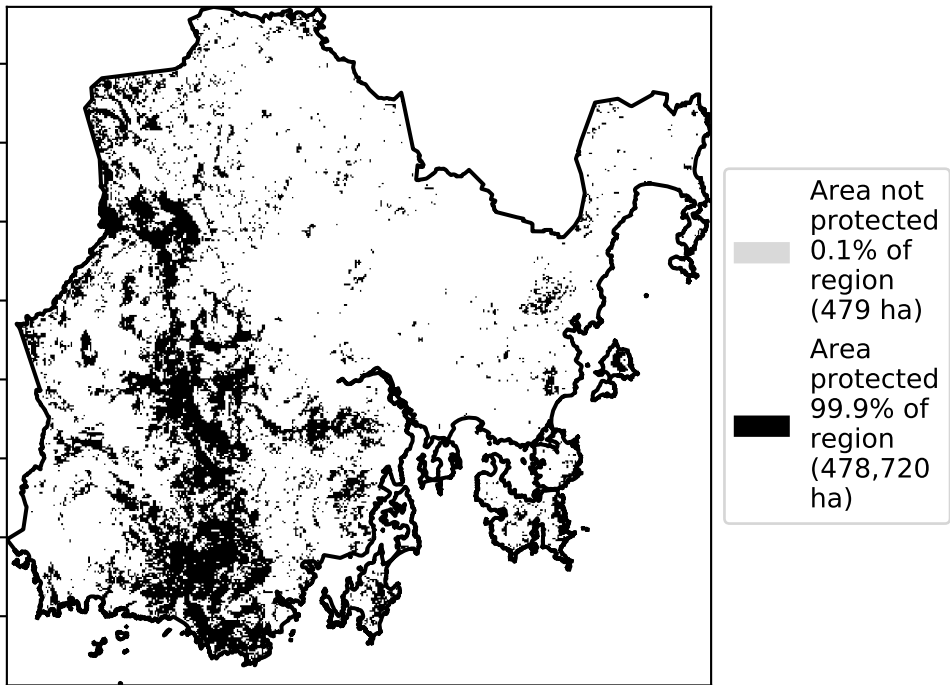 Area not
protected
0.1% of
region
(479 ha)
Area
protected
99.9% of
region
(478,720
ha)